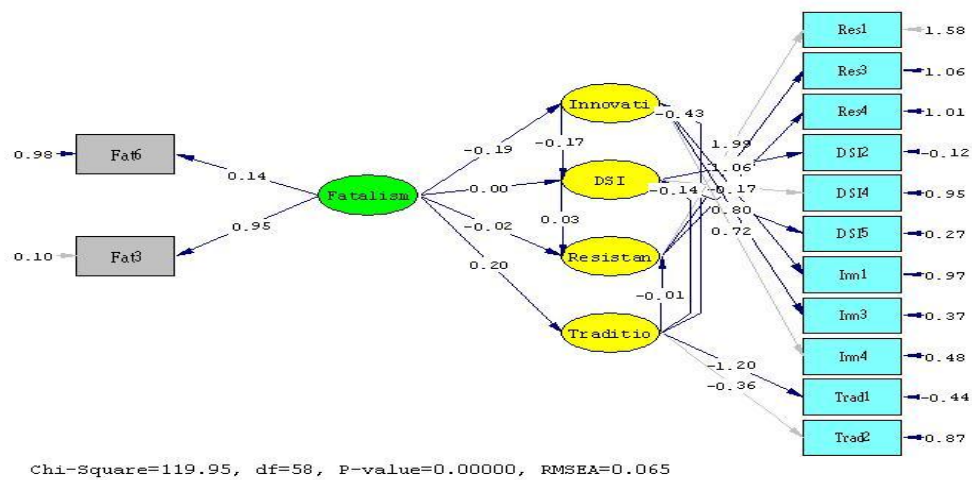 Res1
1.58
Res3
1.06
Innovati
-0.43
Res4
1.01
-0.19
-0.17
1.99
DSI2
-0.12
0.98
Fat6
1.06
0.14
Fatalism
0.00
DSI
-0.14
-0.17
DSI4
0.95
0.95
-0.02
0.03
0.80
0.72
DSI5
0.27
0.10
Fat3
0.20
Resistan
Inn1
0.97
-0.01
Inn3
0.37
Traditio
Inn4
0.48
-1.20
-0.36
Trad1
-0.44
Trad2
0.87
Chi-Square=119.95, df=58, P-value=0.00000, RMSEA=0.065